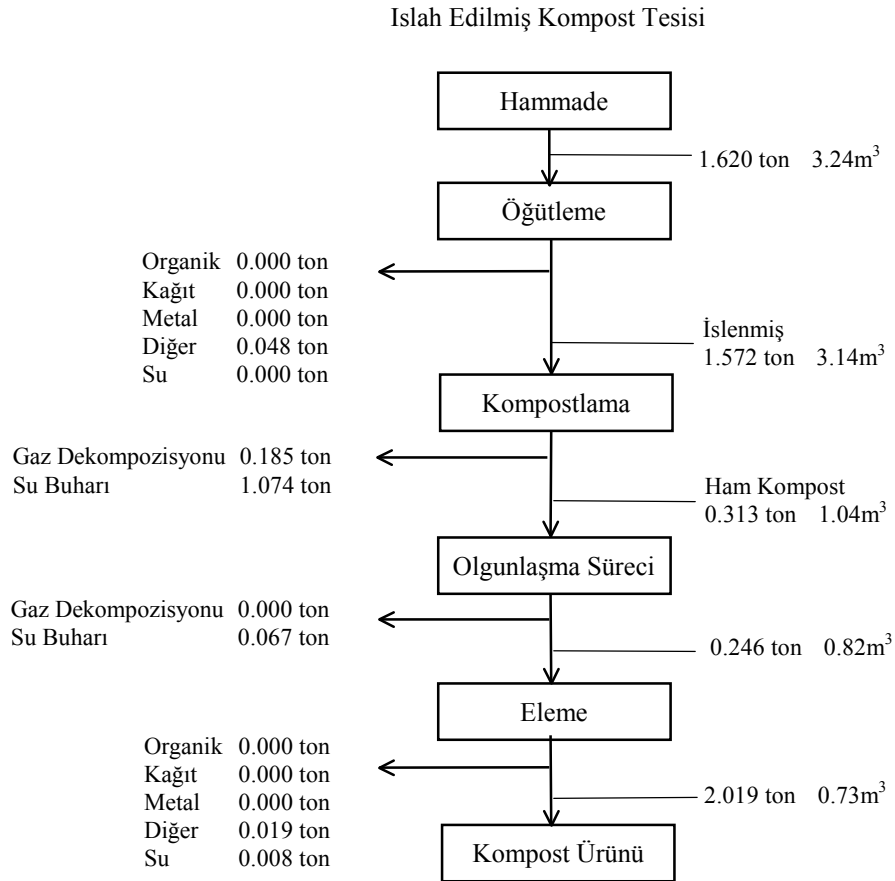 Islah Edilmiş Kompost Tesisi
Hammade
1.620 ton 3.24m³
Öğütleme
Organik 0.000 ton
Kağıt 0.000 ton
Metal 0.000 ton
Diğer 0.048 ton
Su 0.000 ton
İslenmiş
1.572 ton 3.14m³
Kompostlama
Gaz Dekompozisyonu 0.185 ton
Su Buharı 1.074 ton
Ham Kompost
0.313 ton 1.04m³
Olgunlaşma Süreci
Gaz Dekompozisyonu 0.000 ton
Su Buharı 0.067 ton
0.246 ton 0.82m³
Eleme
Organik 0.000 ton
Kağıt 0.000 ton
Metal 0.000 ton
Diğer 0.019 ton
Su 0.008 ton
2.019 ton 0.73m³
Kompost Ürünü